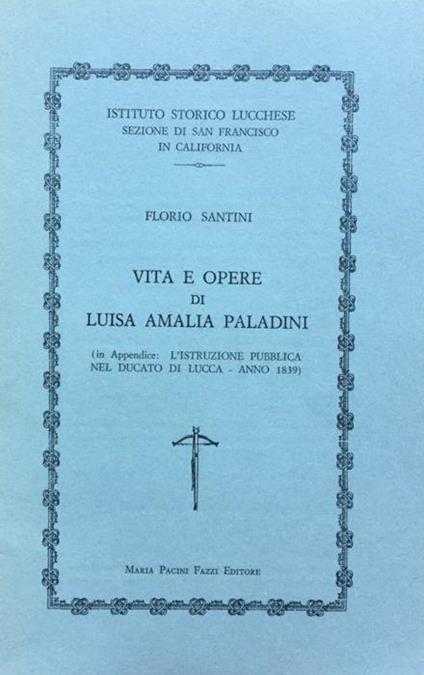 ISTITUTO STORICO LUCCHESE
SEZIONE DI SAN FRANCISCO
IN CALIFORNIA
FLORIO SANTINI
VITA E OPERE
DI
LUISA AMALIA PALADINI
(in Appendice: L'ISTRUZIONE PUBBLICA
NEL DUCATO DI LUCCA - ANNO 1839)
MARIA PACINI FAZZI EDITORE